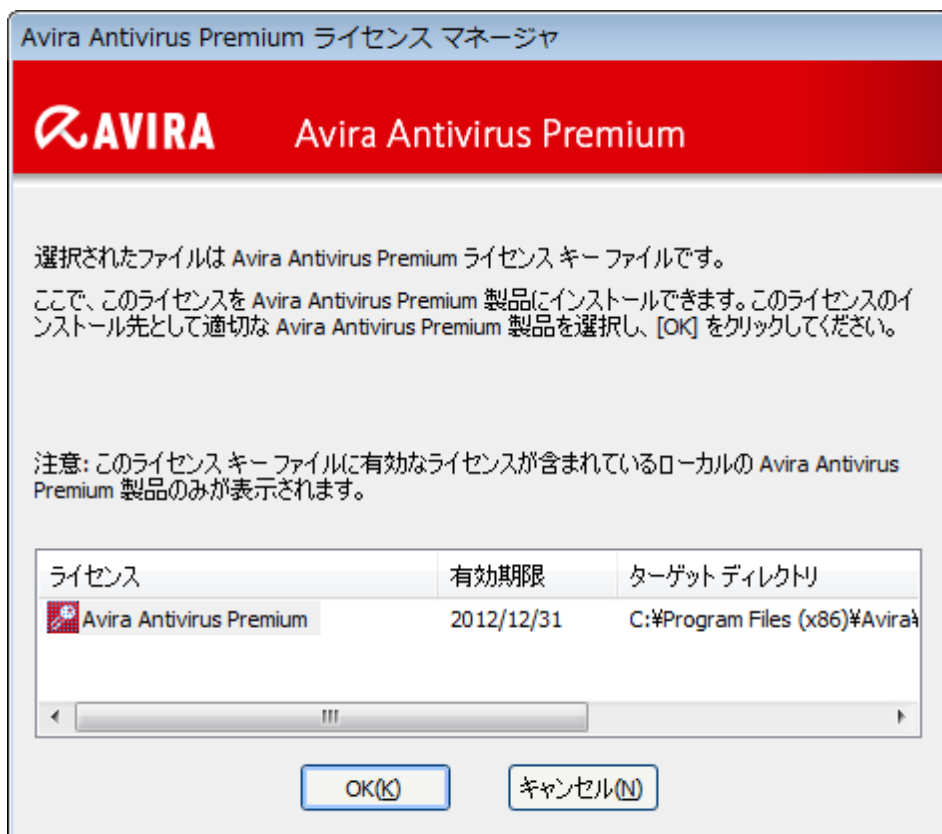 Avira Antivirus Premium ライセンス マネージャ
AVIRA Avira Antivirus Premium
選択されたファイルは Avira Antivirus Premium ライセンス キー ファイルです。
ここで、このライセンスを Avira Antivirus Premium 製品にインストールできます。このライセンスのイ
ンストール先として適切な Avira Antivirus Premium 製品を選択し、[OK] をクリックしてください。
注意: このライセンス キー ファイルに有効なライセンスが含まれているローカルの Avira Antivirus
Premium 製品のみが表示されます。
ライセンス 有効期限 ターゲット ディレクトリ
Avira Antivirus Premium 2012/12/31 C:¥Program Files (x86)¥Avira¥
OK(K) キャンセル(N)